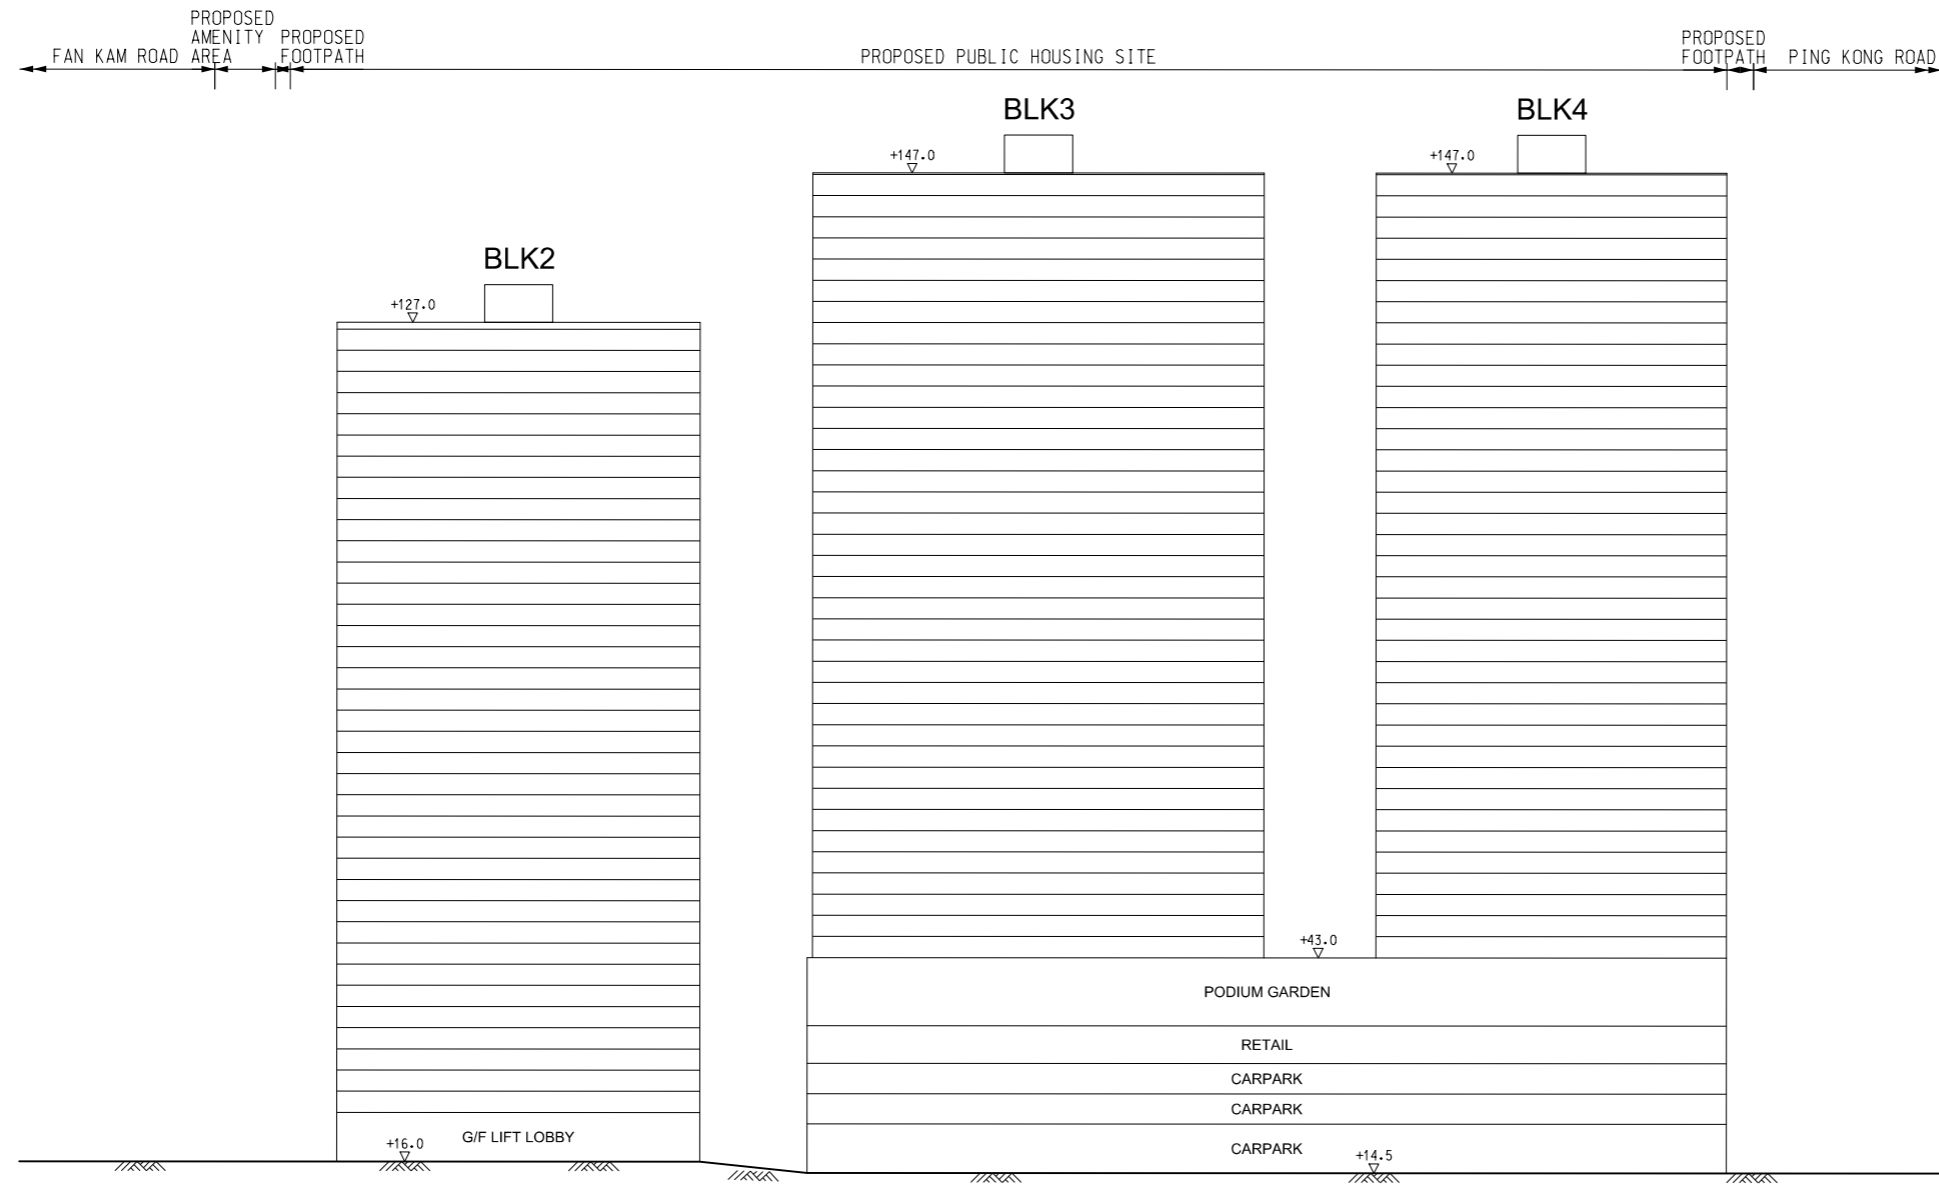 PROPOSED
AMENITY
AREA
FAN KAM ROAD
PROPOSED
FOOTPATH
PROPOSED PUBLIC HOUSING SITE
PROPOSED
FOOTPATH
PING KONG ROAD
BLK3
BLK4
+147.0
+147.0
BLK2
+127.0
+43.0
PODIUM GARDEN
RETAIL
CARPARK
CARPARK
G/F LIFT LOBBY
+16.0
CARPARK
+14.5